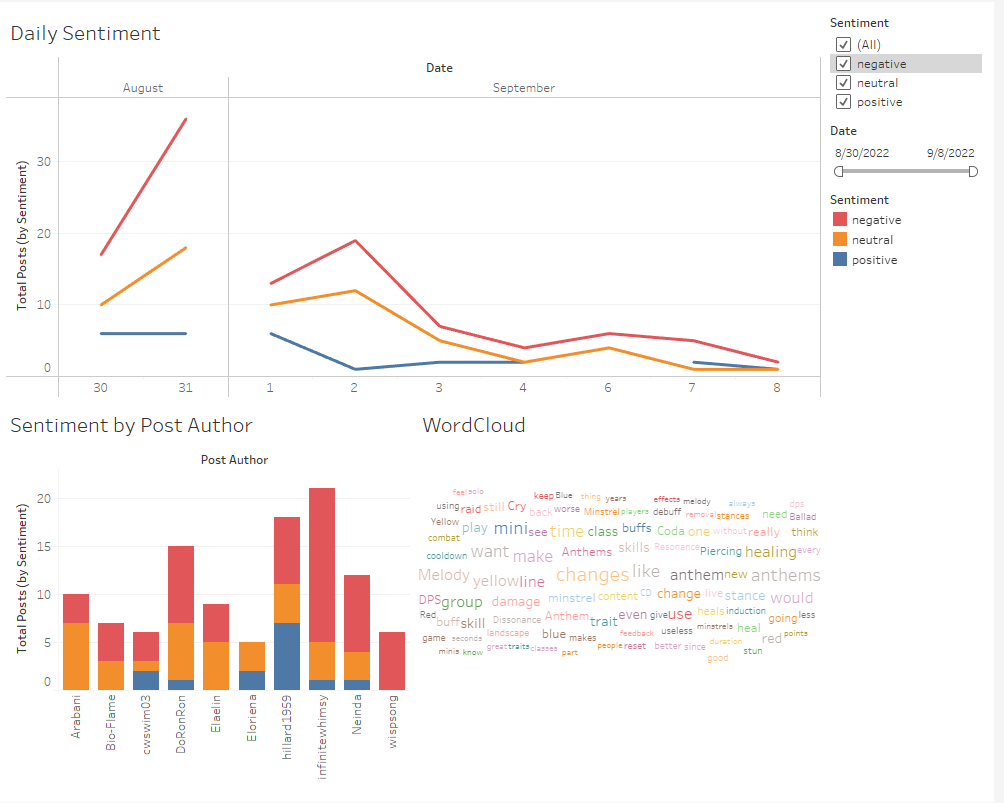 Daily Sentiment
Date
August
September
Total Posts (by Sentiment)
30
20
10
0
30
31
1
2
3
4
6
7
8
Sentiment
(All)
negative
neutral
positive
Date
8/30/2022 9/8/2022
Sentiment
negative
neutral
positive
Sentiment by Post Author
Post Author
Total Posts (by Sentiment)
20
15
10
5
0
Arabani
Bio-Flame
cwswim03
DoRonRon
Elaelin
Eloriena
hillard1959
infinitewhimsy
Neinda
wispsong
WordCloud
feel solo keep Blue thing years effects melody always dps
using raid still Cry back worse Minstrel players debuff removal stances need Ballad
Yellow play mini see time class buffs Coda one without really think
combat
cooldown want make Anthems skills Resonance Piercing healing every
Melody yellow line changes like anthem new anthems
DPS group damage minstrel content CD change live stance would
Red buff skill Dissonance Anthem trait even give use heals induction going less
game seconds landscape blue makes feedback useless minstrels heal red points
minis know great traits classes part people reset better since duration stun
good